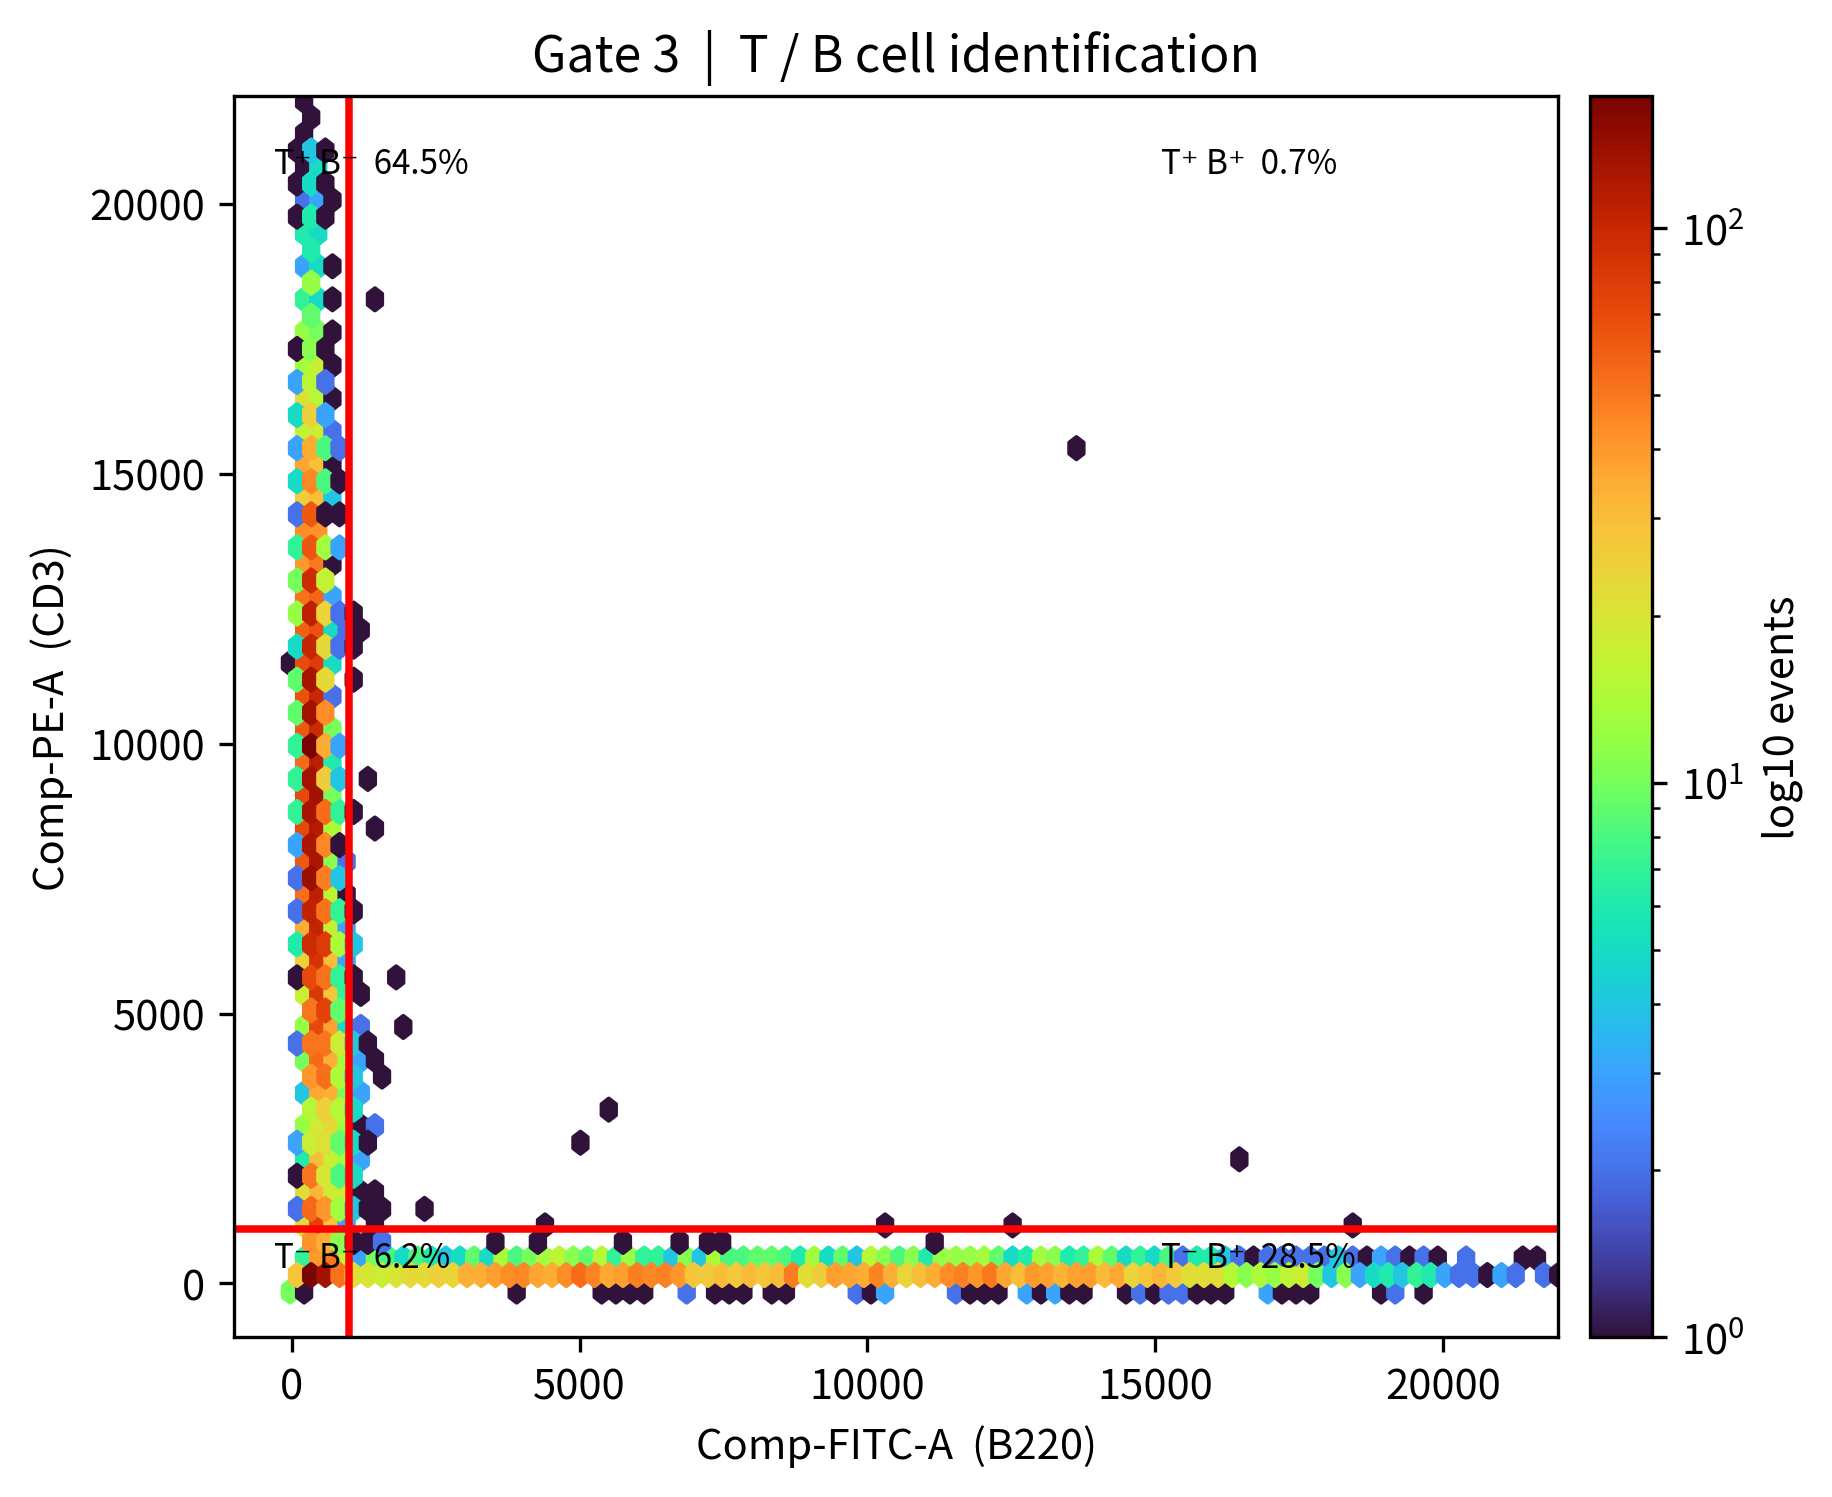 Gate 3 | T / B cell identification
T⁺ B⁻ 64.5%
T⁺ B⁺ 0.7%
T⁻ B⁻ 6.2%
T⁻ B⁺ 28.5%
20000
15000
10000
5000
0
Comp-PE-A (CD3)
0
5000
10000
15000
20000
Comp-FITC-A (B220)
10²
10¹
10⁰
log10 events